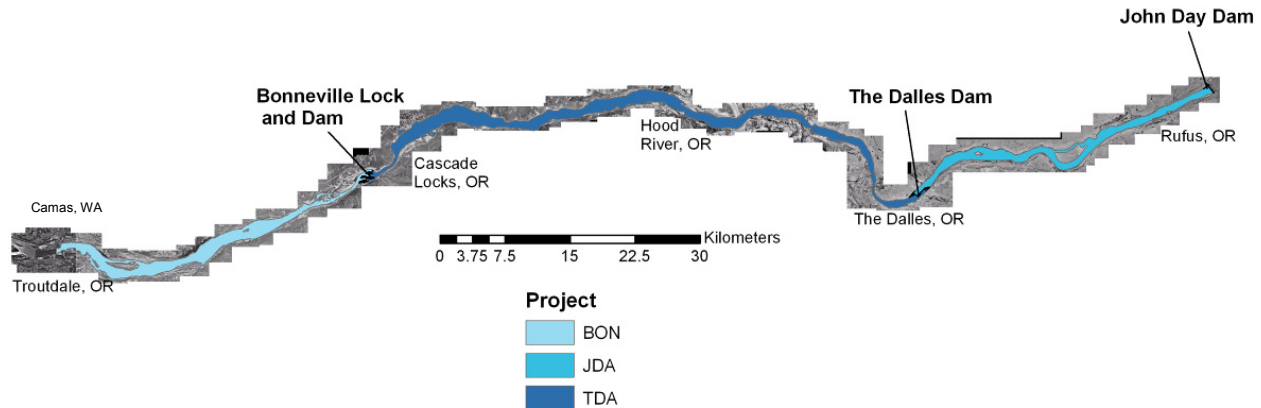 John Day Dam
Bonneville Lock
and Dam
The Dalles Dam
Hood
River, OR
Rufus, OR
Cascade
Locks, OR
Camas, WA
The Dalles, OR
Kilometers
0 3.75 7.5 15 22.5 30
Troutdale, OR
Project
BON
JDA
TDA